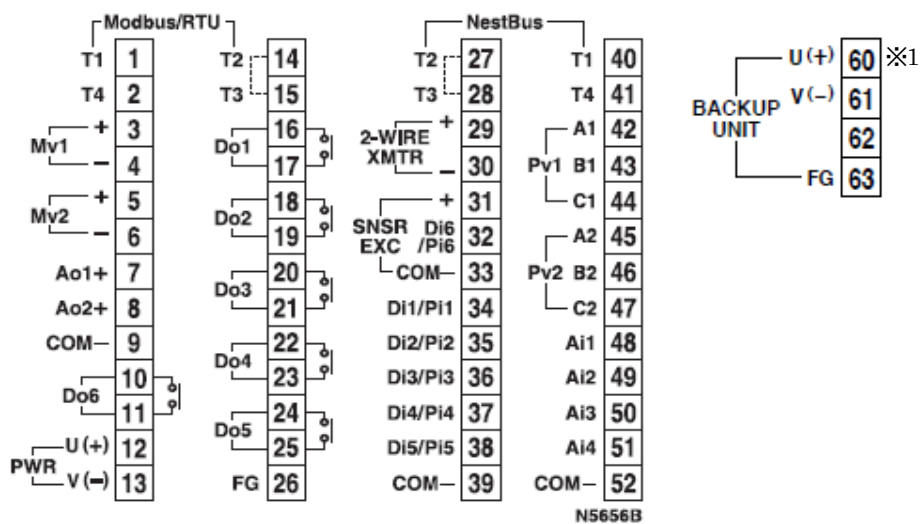 Modbus/RTU NestBus
T1 1 T2 14 T2 27 T1 40 U(+) 60 ※1
T4 2 T3 15 T3 28 T4 41 V(−) 61
BACKUP UNIT
62
FG 63
Mv1 + 3 Do1 16 2-WIRE XMTR + 29 Pv1 A1 42
− 4 17 − 30 B1 43
Mv2 + 5 Do2 18 SNSR EXC + 31 C1 44
− 6 19 Di6/Pi6 32 Pv2 A2 45
Ao1+ 7 Do3 20 COM− 33 B2 46
Ao2+ 8 21 Di1/Pi1 34 C2 47
COM− 9 Do4 22 Di2/Pi2 35 Ai1 48
Do6 10 23 Di3/Pi3 36 Ai2 49
11 Do5 24 Di4/Pi4 37 Ai3 50
PWR U(+) 12 25 Di5/Pi5 38 Ai4 51
V(−) 13 FG 26 COM− 39 COM− 52
N5656B